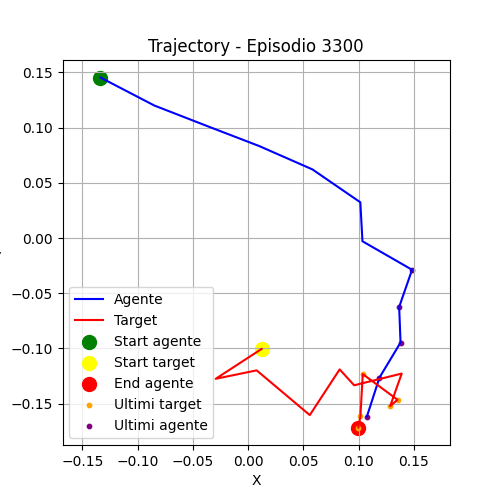 Trajectory - Episodio 3300
0.15
0.10
0.05
0.00
−0.05
−0.10
−0.15
Agente
Target
Start agente
Start target
End agente
Ultimi target
Ultimi agente
−0.15 −0.10 −0.05 0.00 0.05 0.10 0.15
X